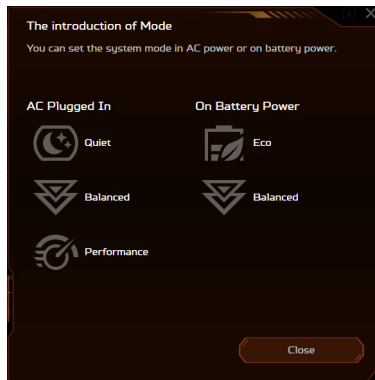 The introduction of Mode
You can set the system mode in AC power or on battery power.
AC Plugged In
On Battery Power
Quiet
Eco
Balanced
Balanced
Performance
Close